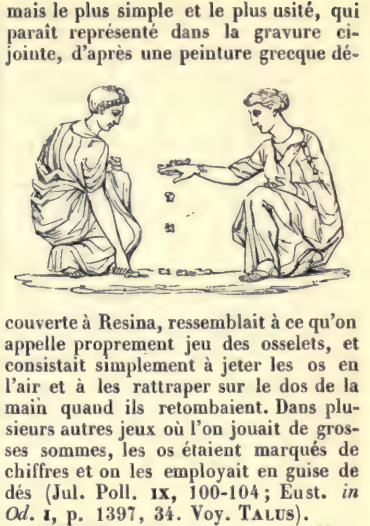 mais le plus simple et le plus usité, qui
paraît représenté dans la gravure ci-
jointe, d'après une peinture grecque dé-
couverte à Resina, ressemblait à ce qu'on
appelle proprement jeu des osselets, et
consistait simplement à jeter les os en
l'air et à les rattraper sur le dos de la
main quand ils retombaient. Dans plu-
sieurs autres jeux où l'on jouait de gros-
ses sommes, les os étaient marqués de
chiffres et on les employait en guise de
dés (Jul. Poll. IX, 100-104; Eust. in
Od. I, p. 1397, 34. Voy. TALUS).